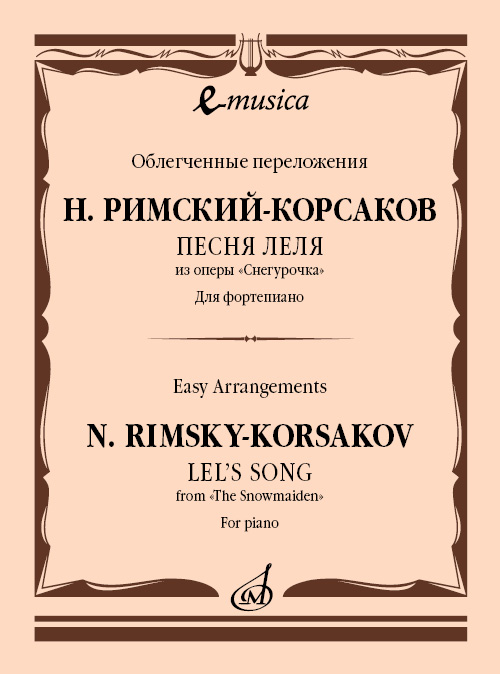 e-musica
Облегченные переложения
Н. РИМСКИЙ-КОРСАКОВ
ПЕСНЯ ЛЕЛЯ
из оперы «Снегурочка»
Для фортепиано
Easy Arrangements
N. RIMSKY-KORSAKOV
LEL’S SONG
from «The Snowmaiden»
For piano
М